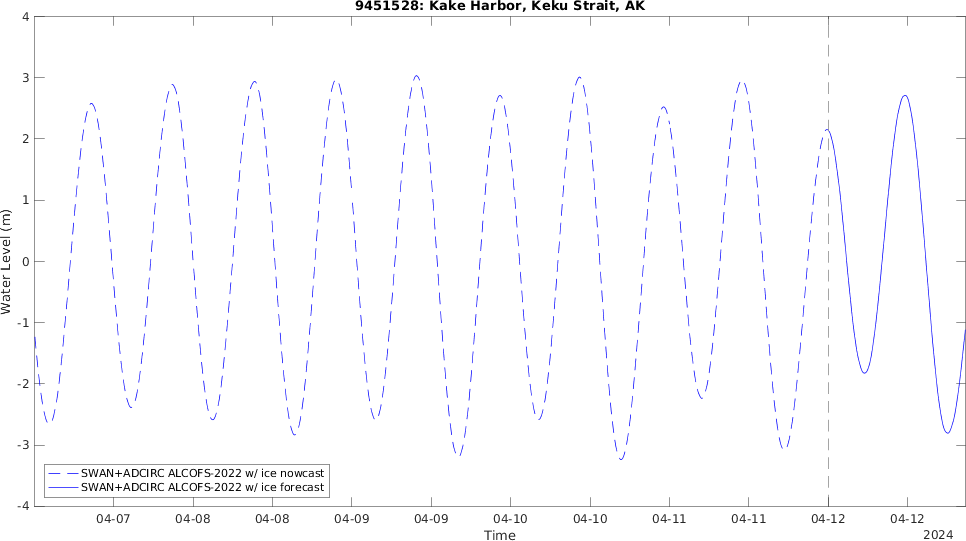 9451528: Kake Harbor, Keku Strait, AK
4
3
2
1
0
-1
-2
-3
-4
Water Level (m)
SWAN+ADCIRC ALCOFS-2022 w/ ice nowcast
SWAN+ADCIRC ALCOFS-2022 w/ ice forecast
04-07 04-08 04-08 04-09 04-09 04-10 04-10 04-11 04-11 04-12 04-12
Time
2024